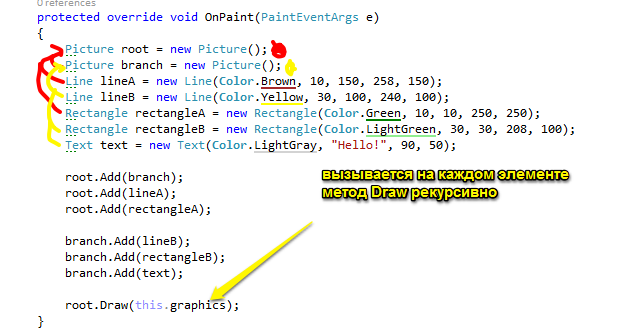 0 references
protected override void OnPaint(PaintEventArgs e)
{
Picture root = new Picture();
Picture branch = new Picture();
Line lineA = new Line(Color.Brown, 10, 150, 258, 150);
Line lineB = new Line(Color.Yellow, 30, 100, 240, 100);
Rectangle rectangleA = new Rectangle(Color.Green, 10, 10, 250, 250);
Rectangle rectangleB = new Rectangle(Color.LightGreen, 30, 30, 208, 100);
Text text = new Text(Color.LightGray, "Hello!", 90, 50);
root.Add(branch);
root.Add(lineA);
root.Add(rectangleA);
вызывается на каждом элементе
метод Draw рекурсивно
branch.Add(lineB);
branch.Add(rectangleB);
branch.Add(text);
root.Draw(this.graphics);
}